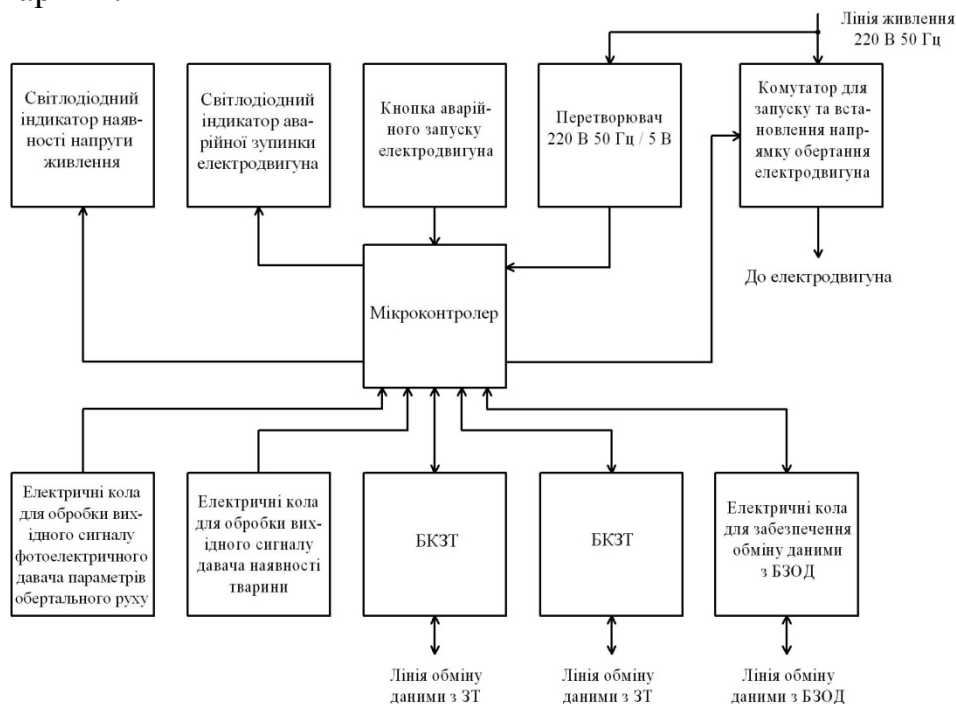 Лінія живлення
220 В 50 Гц
Світлодіодний
індикатор наяв-
ності напруги
живлення
Світлодіодний
індикатор ава-
рійної зупинки
електродвигуна
Кнопка аварій-
ного запуску
електродвигуна
Перетворювач
220 В 50 Гц / 5 В
Комутатор для
запуску та вста-
новлення напр-
ямку обертання
електродвигуна
До електродвигуна
Мікроконтролер
Електричні кола
для обробки вих-
ідного сигналу
фотоелектричного
давача параметрів
обертального руху
Електричні кола
для обробки вих-
ідного сигналу
давача наявності
тварини
БКЗТ
БКЗТ
Електричні кола
для забезпечення
обміну даними
з БЗОД
Лінія обміну
даними з ЗТ
Лінія обміну
даними з ЗТ
Лінія обміну
даними з БЗОД